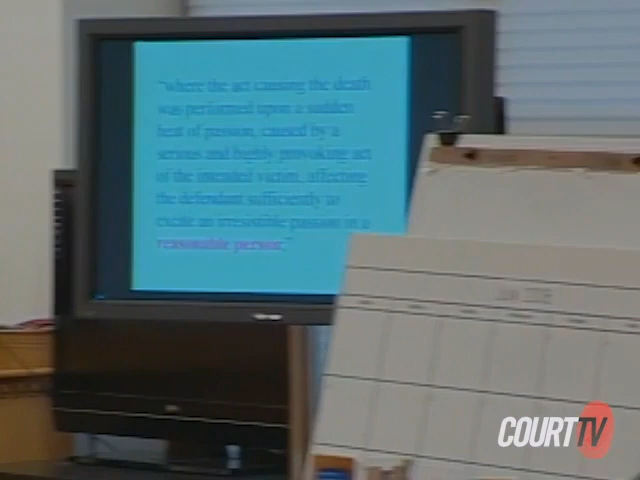 "where the act causing the death
was performed upon a sudden
heat of passion, caused by a
serious and highly provoking act
of the intended victim, affecting
the defendant sufficiently to
excite an irresistible passion in a
reasonable person."
COURT TV